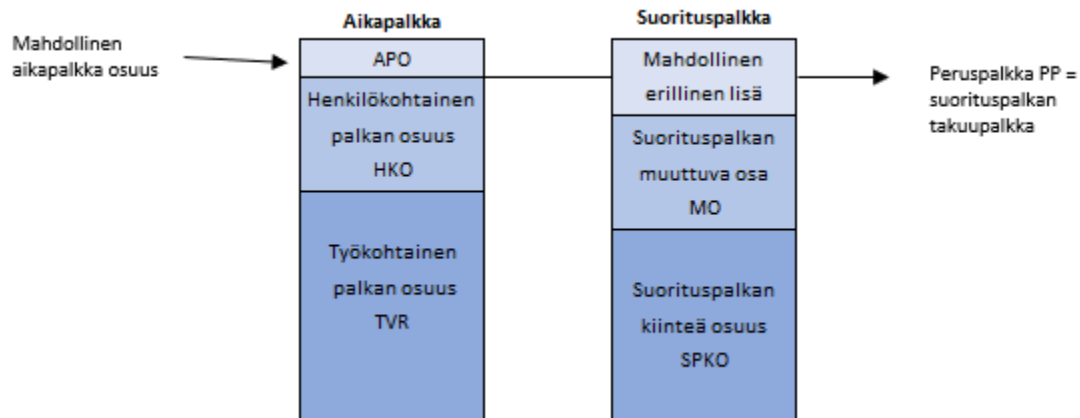 Mahdollinen
aikapalkka osuus
Aikapalkka
APO
Henkilökohtainen
palkan osuus
HKO
Työkohtainen
palkan osuus
TVR
Suorituspalkka
Mahdollinen
erillinen lisä
Suorituspalkan
muuttuva osa
MO
Suorituspalkan
kiinteä osuus
SPKO
Peruspalkka PP =
suorituspalkan
takuupalkka